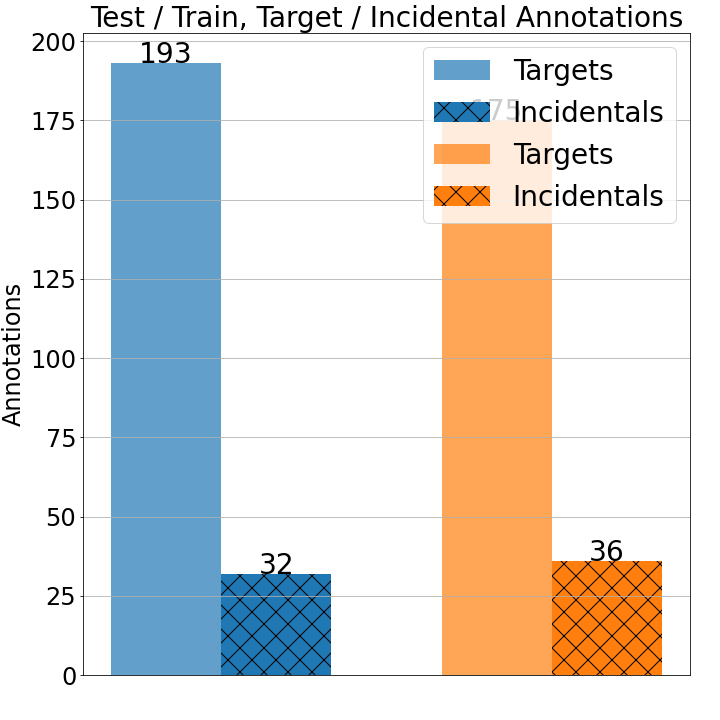 Test / Train, Target / Incidental Annotations
200
175
150
125
100
75
50
25
0
Annotations
193
32
175
36
Targets
Incidentals
Targets
Incidentals